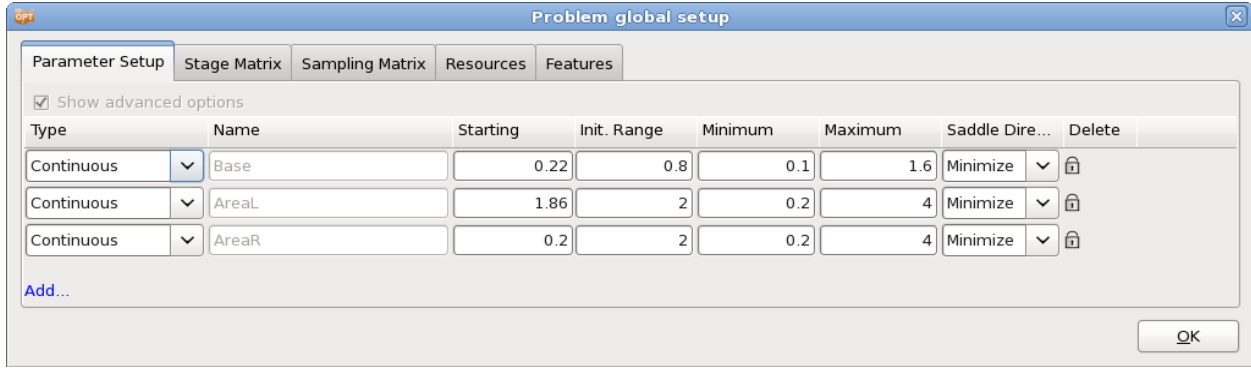 OPT Problem global setup
Parameter Setup Stage Matrix Sampling Matrix Resources Features
Show advanced options
Type Name Starting Init. Range Minimum Maximum Saddle Dire... Delete
Continuous Base 0.22 0.8 0.1 1.6 Minimize
Continuous AreaL 1.86 2 0.2 4 Minimize
Continuous AreaR 0.2 2 0.2 4 Minimize
Add...
OK